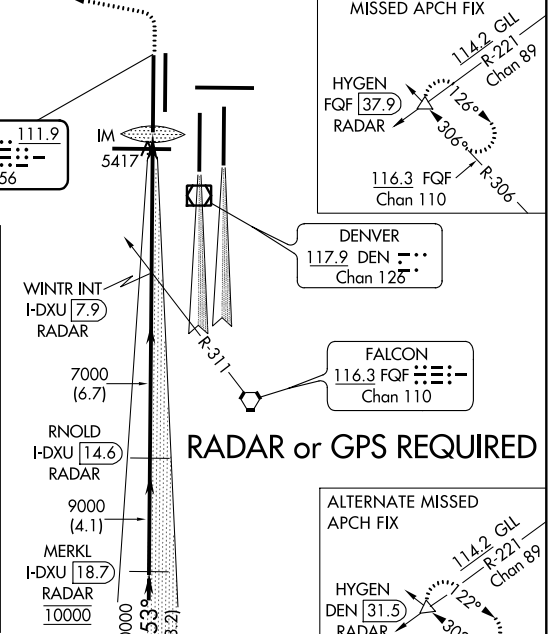 MISSED APCH FIX
114.2 GLL
R-221
Chan 89
HYGEN
FQF 37.9
RADAR
126°
306°
R-306
116.3 FQF
Chan 110
111.9
56
IM
5417
DENVER
117.9 DEN
Chan 126
WINTR INT
I-DXU 7.9
RADAR
R-311
FALCON
116.3 FQF
Chan 110
7000
(6.7)
RNOLD
I-DXU 14.6
RADAR
RADAR or GPS REQUIRED
9000
(4.1)
MERKL
I-DXU 18.7
RADAR
10000
53°
ALTERNATE MISSED
APCH FIX
114.2 GLL
R-221
Chan 89
HYGEN
DEN 31.5
RADAR
122°